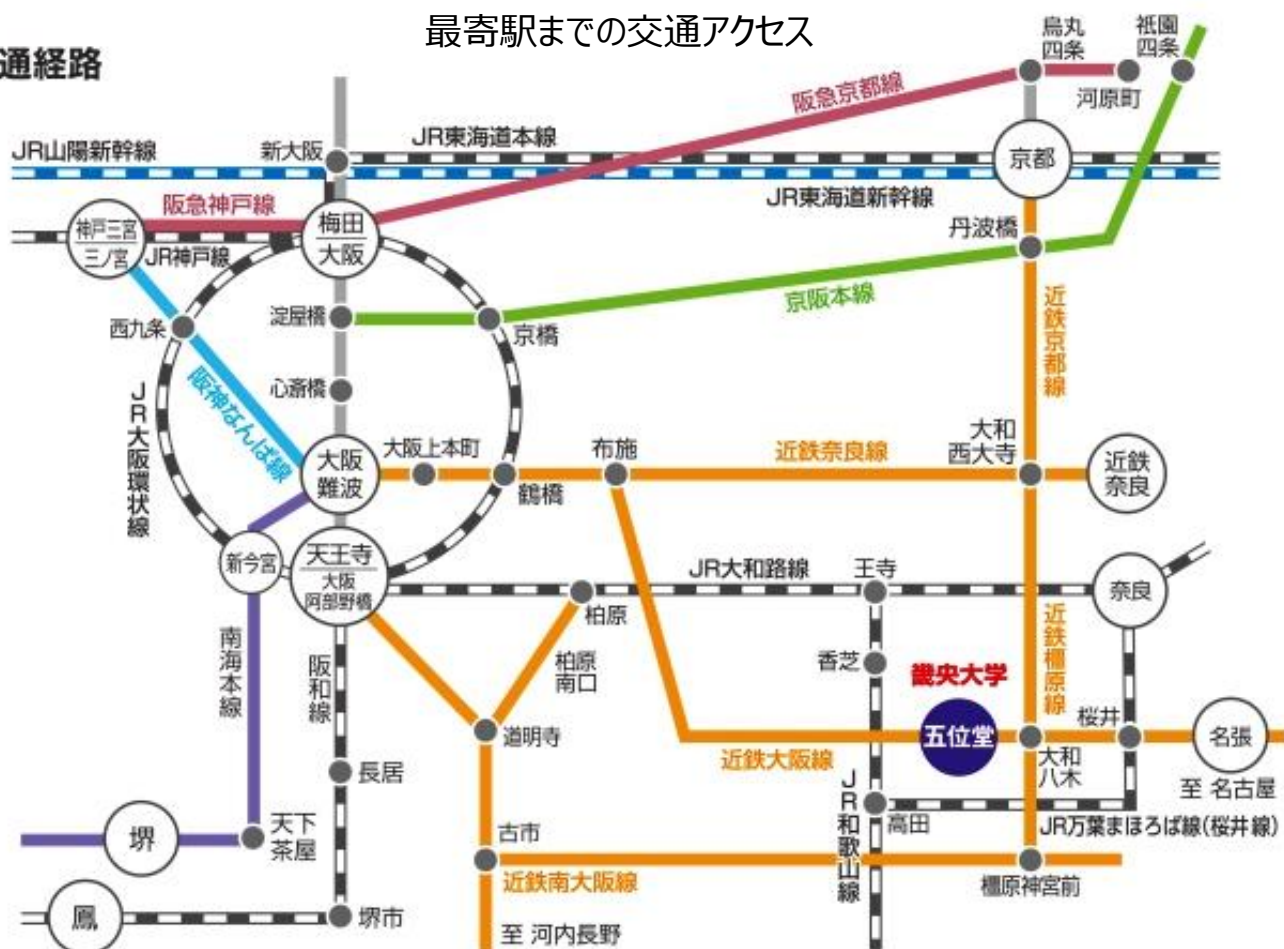 最寄駅までの交通アクセス
通経路
烏丸
四条
祇園
四条
河原町
阪急京都線
JR東海道本線
新大阪
JR山陽新幹線
京都
JR東海道新幹線
阪急神戸線
神戸三宮
三ノ宮
JR神戸線
梅田
大阪
丹波橋
淀屋橋
京橋
京阪本線
近鉄京都線
西九条
心斎橋
阪神なんば線
JR大阪環状線
大阪
難波
大阪上本町
鶴橋
布施
近鉄奈良線
大和
西大寺
近鉄
奈良
新今宮
天王寺
大阪
阿部野橋
JR大和路線
王寺
奈良
柏原
柏原
南口
香芝
畿央大学
近鉄橿原線
南海本線
阪和線
道明寺
近鉄大阪線
五位堂
大和
八木
桜井
名張
至 名古屋
長居
JR和歌山線
高田
JR万葉まほろば線(桜井線)
堺
天下
茶屋
古市
近鉄南大阪線
橿原神宮前
鳳
堺市
至 河内長野